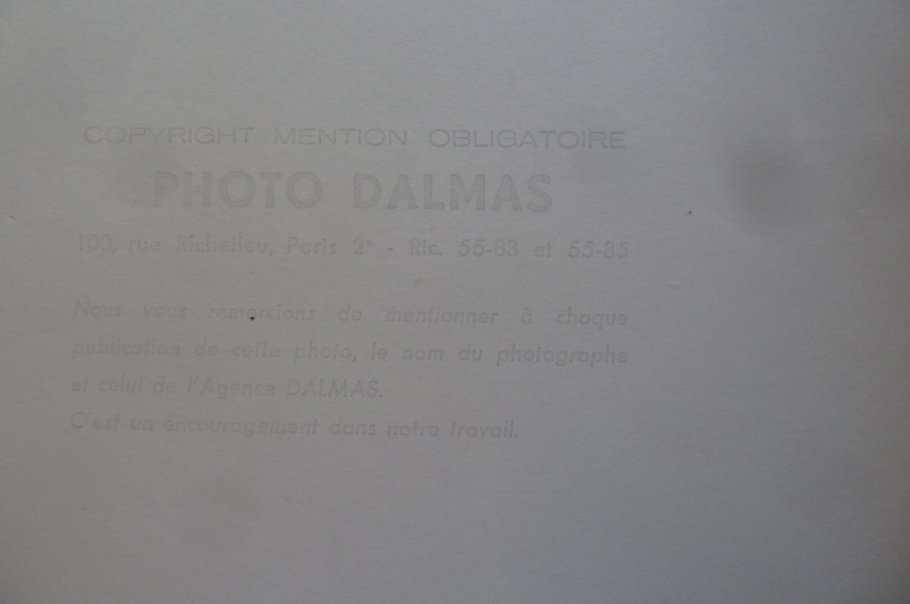 COPYRIGHT MENTION OBLIGATOIRE
PHOTO DALMAS
100, rue Richelieu, Paris 2e - Ric. 55-83 et 55-85
Nous vous remercions de mentionner à chaque
publication de cette photo, le nom du photographe
et celui de l'Agence DALMAS.
C'est un encouragement dans notre travail.